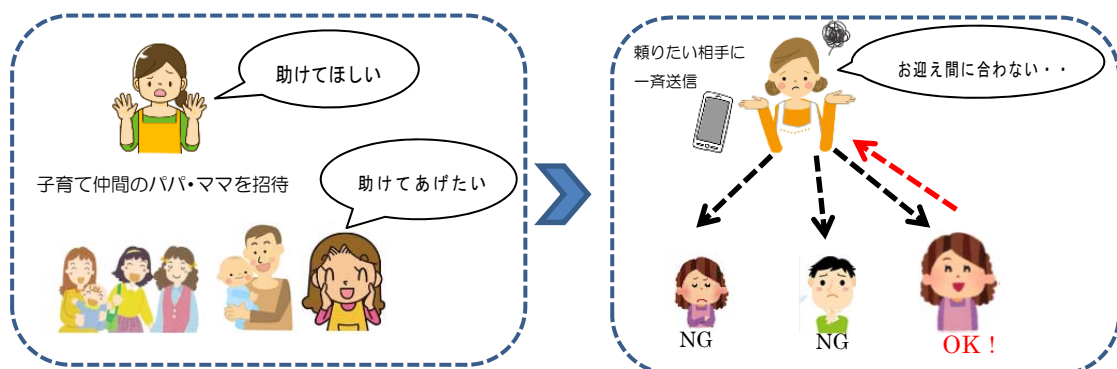 助けてほしい
子育て仲間のパパ・ママを招待
助けてあげたい
頼りたい相手に
一斉送信
お迎え間に合わない・・
NG
NG
OK！